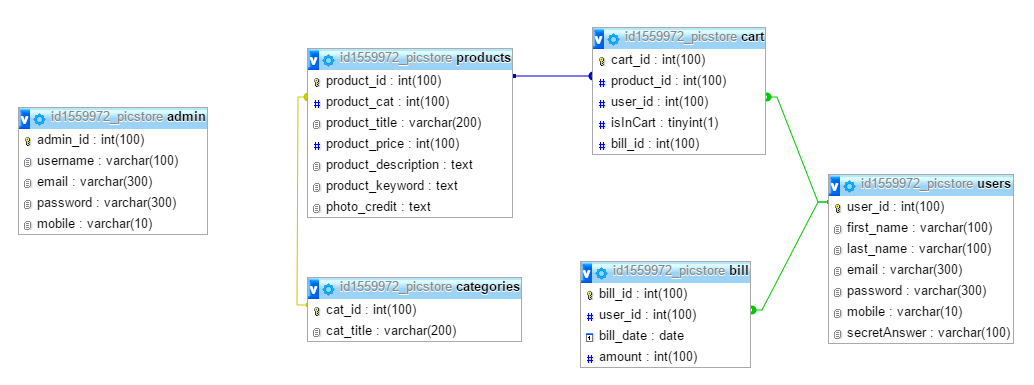 id1559972_picstore admin
admin_id : int(100)
username : varchar(100)
email : varchar(300)
password : varchar(300)
mobile : varchar(10)
id1559972_picstore products
product_id : int(100)
product_cat : int(100)
product_title : varchar(200)
product_price : int(100)
product_description : text
product_keyword : text
photo_credit : text
id1559972_picstore categories
cat_id : int(100)
cat_title : varchar(200)
id1559972_picstore cart
cart_id : int(100)
product_id : int(100)
user_id : int(100)
isInCart : tinyint(1)
bill_id : int(100)
id1559972_picstore bill
bill_id : int(100)
user_id : int(100)
bill_date : date
amount : int(100)
id1559972_picstore users
user_id : int(100)
first_name : varchar(100)
last_name : varchar(100)
email : varchar(300)
password : varchar(300)
mobile : varchar(10)
secretAnswer : varchar(100)